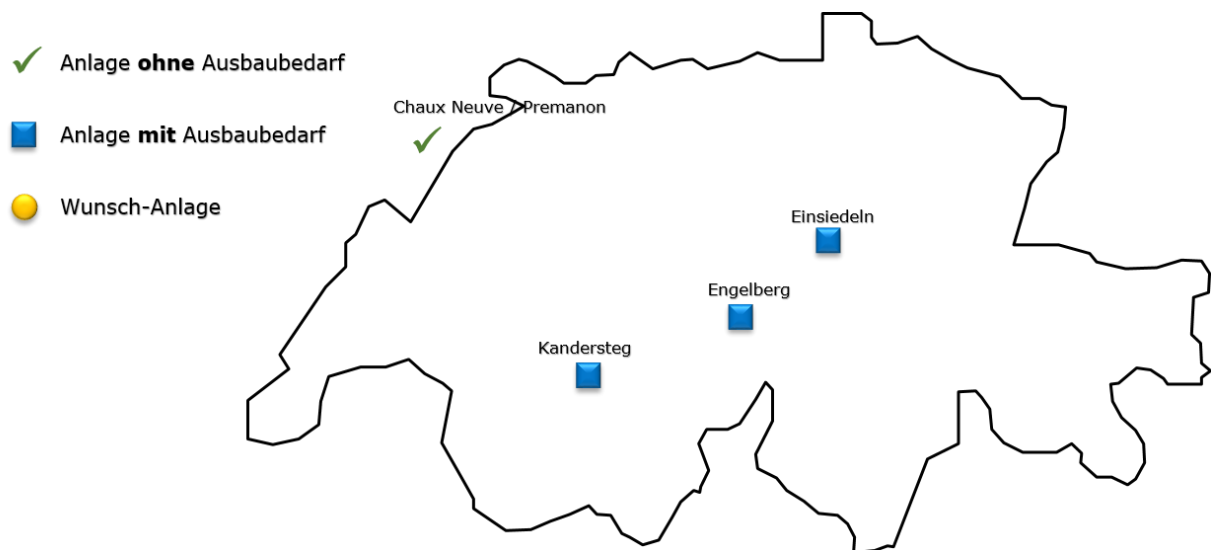 Anlage ohne Ausbaubedarf
Anlage mit Ausbaubedarf
Wunsch-Anlage
Chaux Neuve / Premanon
Einsiedeln
Engelberg
Kandersteg